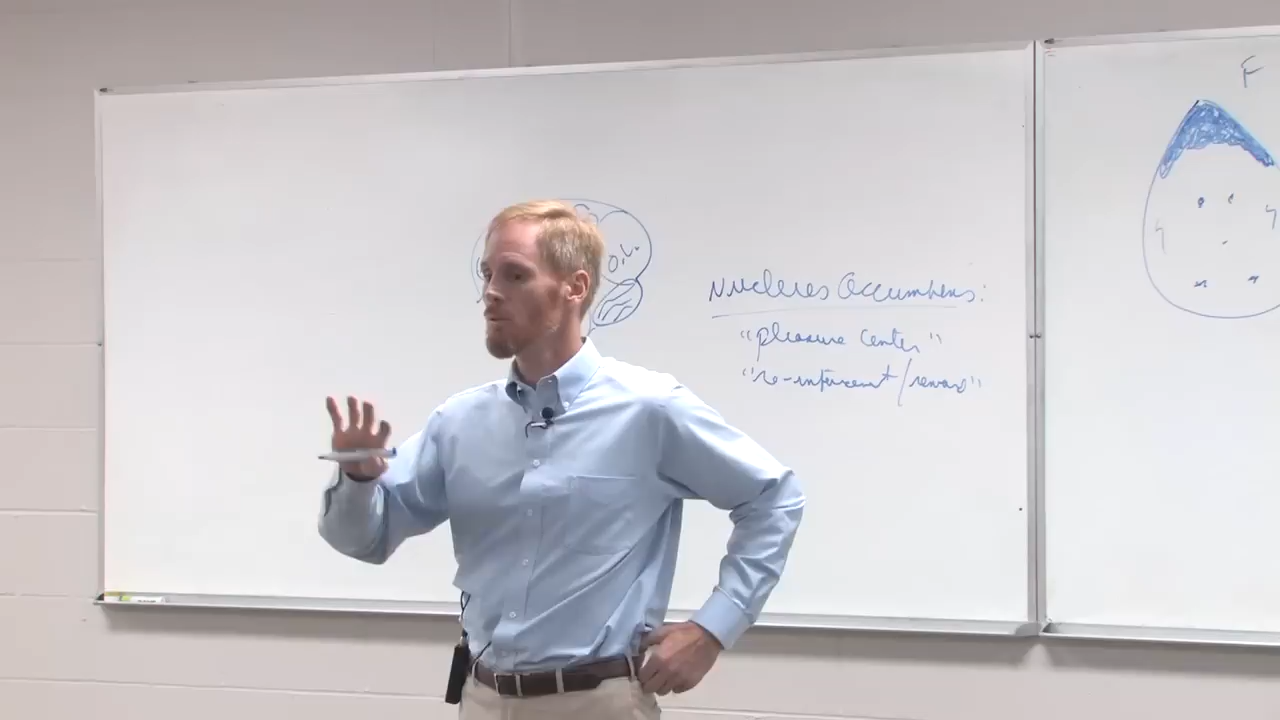 O.L.
Nucleus Accumbens:
"pleasure center"
"re-inforcement/reward"
F